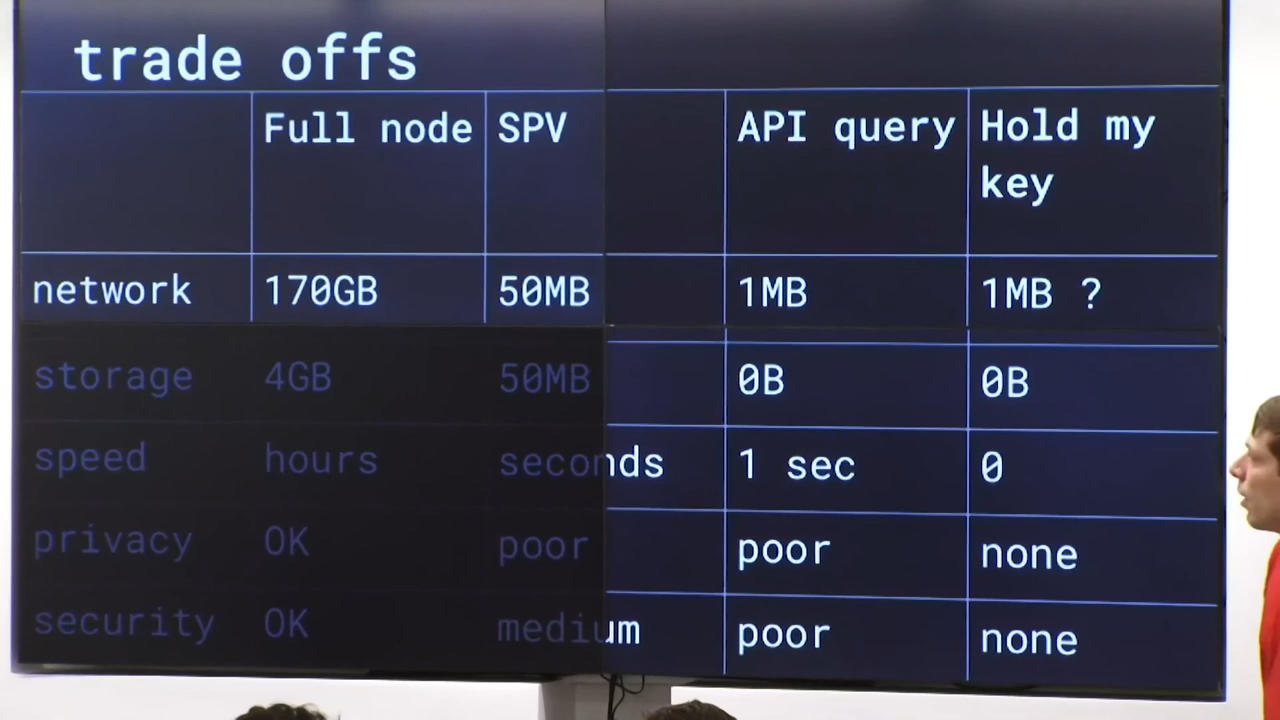 trade offs
Full node SPV API query Hold my
key
network 170GB 50MB 1MB 1MB ?
storage 4GB 50MB 0B 0B
speed hours seconds 1 sec 0
privacy OK poor poor none
security OK medium poor none